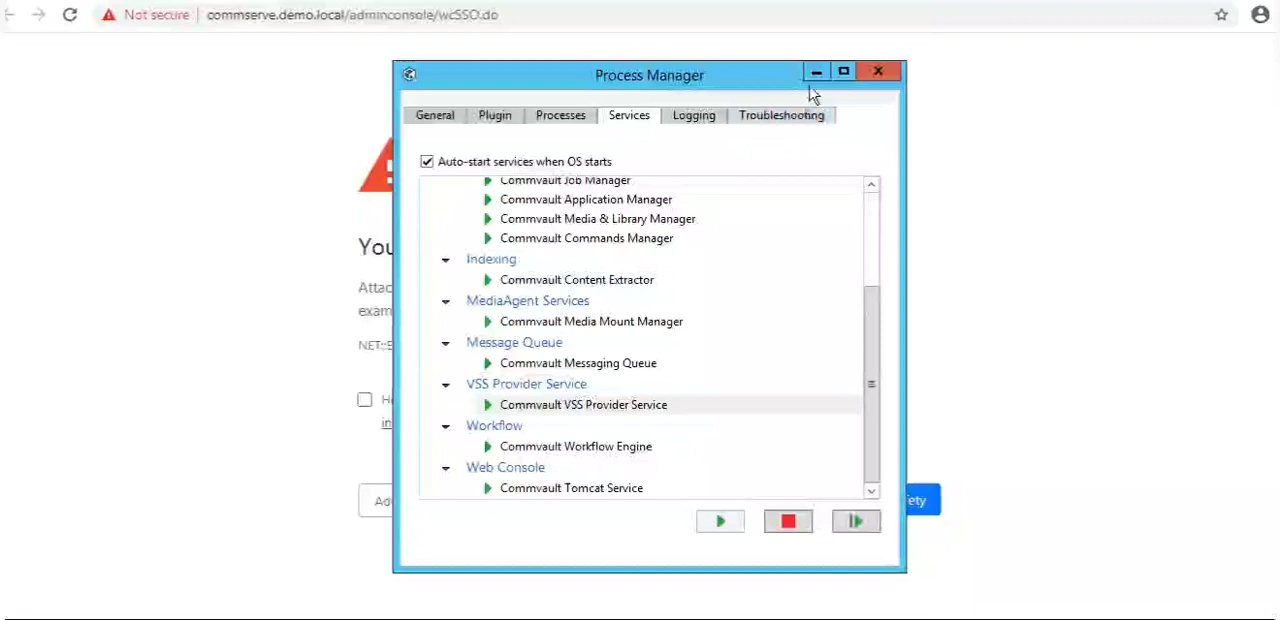 Not secure | commserve.demo.local/adminconsole/wcSSO.do
Process Manager
General Plugin Processes Services Logging Troubleshooting
Auto-start services when OS starts
Commvault Job Manager
Commvault Application Manager
Commvault Media & Library Manager
Commvault Commands Manager
You
Indexing
Commvault Content Extractor
Attac
MediaAgent Services
exam
Commvault Media Mount Manager
Message Queue
NET::E
Commvault Messaging Queue
VSS Provider Service
Commvault VSS Provider Service
in
Workflow
Commvault Workflow Engine
Web Console
Commvault Tomcat Service
Ad
ety